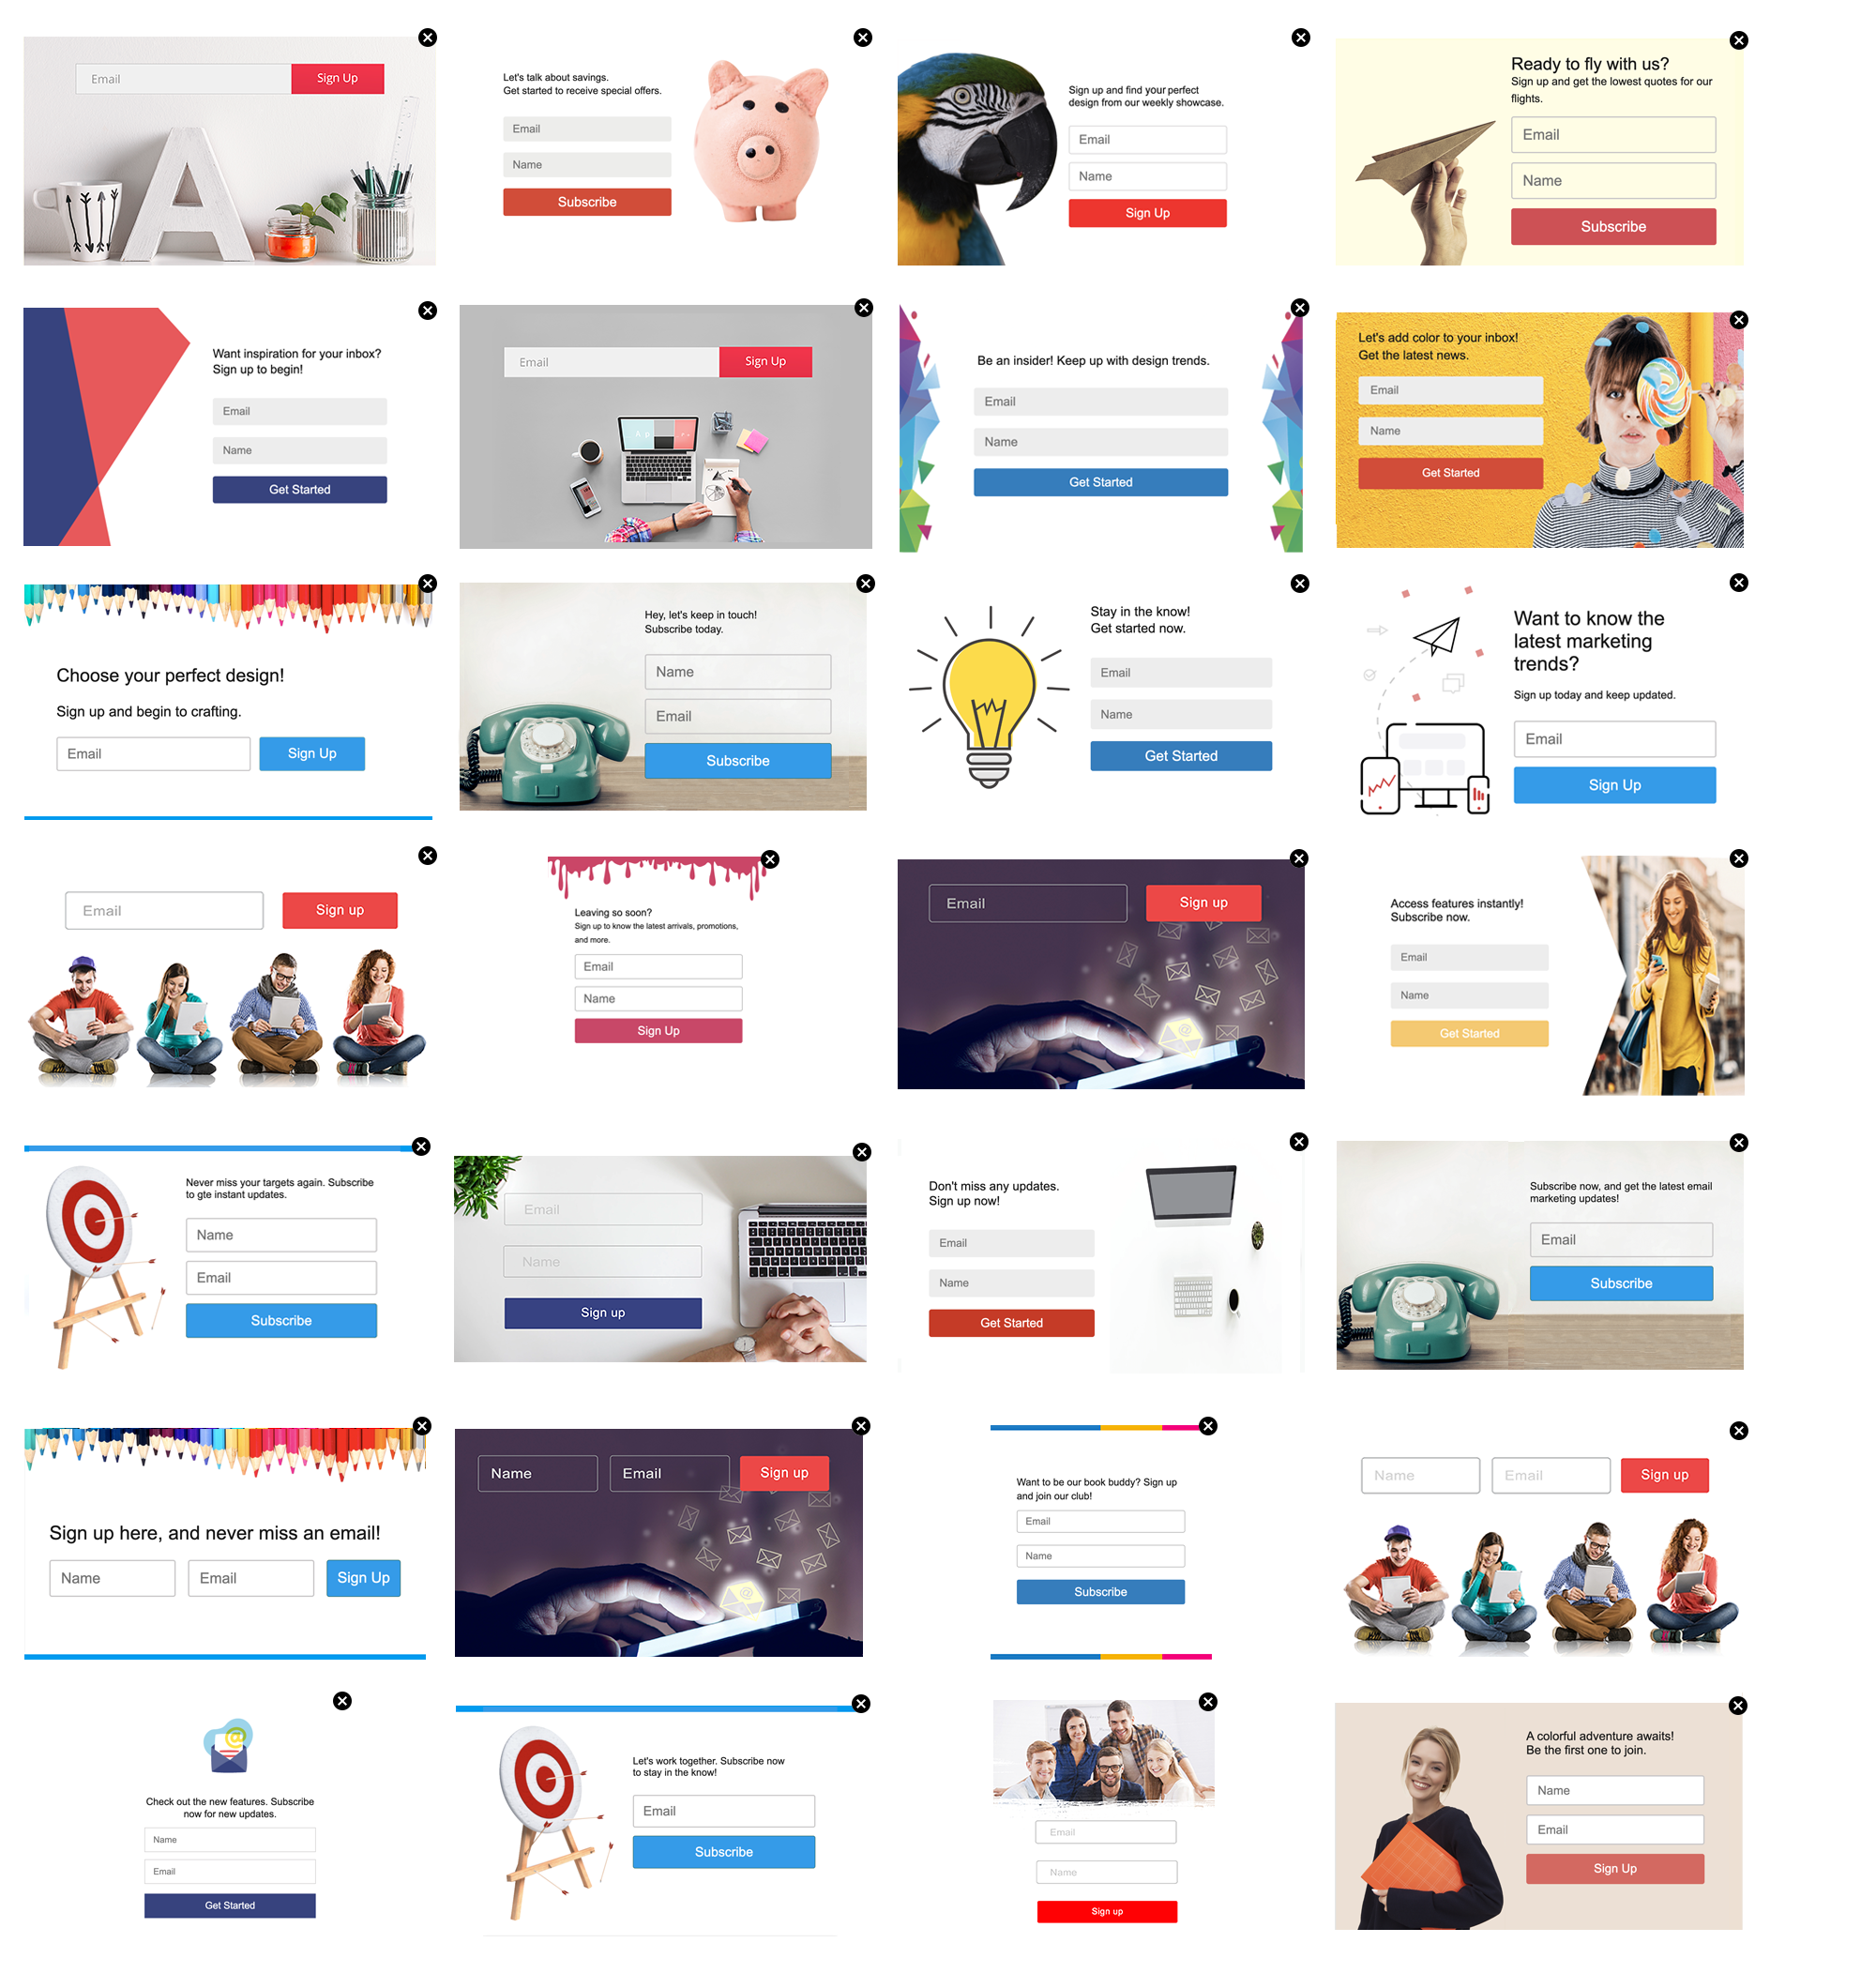 Email
Sign Up
Let's talk about savings.
Get started to receive special offers.
Email
Name
Subscribe
Sign up and find your perfect
design from our weekly showcase.
Email
Name
Sign Up
Ready to fly with us?
Sign up and get the lowest quotes for our
flights.
Email
Name
Subscribe
Want inspiration for your inbox?
Sign up to begin!
Email
Name
Get Started
Email
Sign Up
Be an insider! Keep up with design trends.
Email
Name
Get Started
Let's add color to your inbox!
Get the latest news.
Email
Name
Get Started
Choose your perfect design!
Sign up and begin to crafting.
Email
Sign Up
Hey, let's keep in touch!
Subscribe today.
Name
Email
Subscribe
Stay in the know!
Get started now.
Email
Name
Get Started
Want to know the
latest marketing
trends?
Sign up today and keep updated.
Email
Sign Up
Email
Sign up
Leaving so soon?
Sign up to know the latest arrivals, promotions,
and more.
Email
Name
Sign Up
Email
Sign up
Access features instantly!
Subscribe now.
Email
Name
Get Started
Never miss your targets again. Subscribe
to gte instant updates.
Name
Email
Subscribe
Email
Name
Sign up
Don't miss any updates.
Sign up now!
Email
Name
Get Started
Subscribe now, and get the latest email
marketing updates!
Email
Subscribe
Sign up here, and never miss an email!
Name
Email
Sign Up
Name
Email
Sign up
Want to be our book buddy? Sign up
and join our club!
Email
Name
Subscribe
Name
Email
Sign up
Check out the new features. Subscribe
now for new updates.
Name
Email
Get Started
Let's work together. Subscribe now
to stay in the know!
Email
Subscribe
Email
Name
Sign up
A colorful adventure awaits!
Be the first one to join.
Name
Email
Sign Up